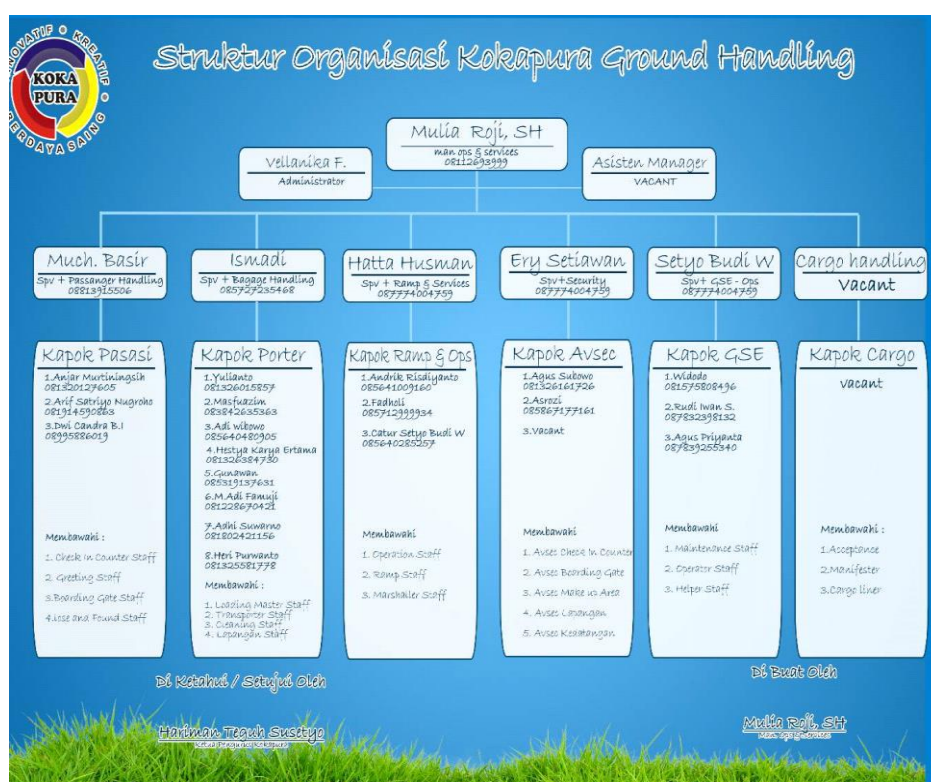 INOVATIF • KREATIF • BERDAYA SAING
KOKA
PURA
Struktur Organisasi Kokapura Ground Handling
Mulia Roji, SH
man ops & services
08112693999
Vellanika F.
Administrator
Asisten Manager
VACANT
Much. Basir
Spv + Passanger Handling
08813915506
Ismadi
Spv + Bagage Handling
085727235468
Hatta Husman
Spv + Ramp & Services
087774004759
Ery Setiawan
Spv+Security
087774004759
Setyo Budi W
Spv+ GSE - Ops
087774004759
Cargo handling
Vacant
Kapok Pasasi
1.Anjar Murtiningsih
081320127605
2.Arif Satriyo Nugroho
081914590863
3.Dwi Candra B.I
08995886019
Membawahi :
1. Check In Counter Staff
2. Greeting Staff
3.Boarding Gate Staff
4.Lose and Found Staff
Kapok Porter
1.Yulianto
081326015857
2.Masfuazim
083842635363
3.Adi wibowo
085640480905
4.Hestya Karya Ertama
081326384730
5.Gunawan
085319137631
6.M.Adi Famuji
081228670421
7.Adhi Suwarno
081802421156
8.Heri Purwanto
081325581778
Membawahi :
1. Loading Master Staff
2. Transporter Staff
3. Cleaning Staff
4. Lapangan Staff
Kapok Ramp & Ops
1.Andrik Risdiyanto
085641009160
2.Fadholi
085712999934
3.Catur Setyo Budi W
085640285257
Membawahi
1. Operation Staff
2. Ramp Staff
3. Marshaller Staff
Kapok Avsec
1.Agus Subowo
081326161726
2.Asrozi
085867177161
3.Vacant
Membawahi
1. Avsec Check In Counter
2. Avsec Boarding Gate
3. Avsec Make up Area
4. Avsec Lapangan
5. Avsec Kedatangan
Kapok GSE
1.Widodo
081575808496
2.Rudi Iwan S.
087832398132
3.Agus Priyanta
087839255340
Membawahi
1. Maintenance Staff
2. Operator Staff
3. Helper Staff
Kapok Cargo
vacant
Membawahi :
1.Acceptance
2.Manifester
3.Cargo liner
Di Ketahui / Setujui Oleh
Hariman Teguh Susetyo
Ketua Pengurus Kokapura
Di Buat Oleh
Mulia Roji, SH
Man. ops & services